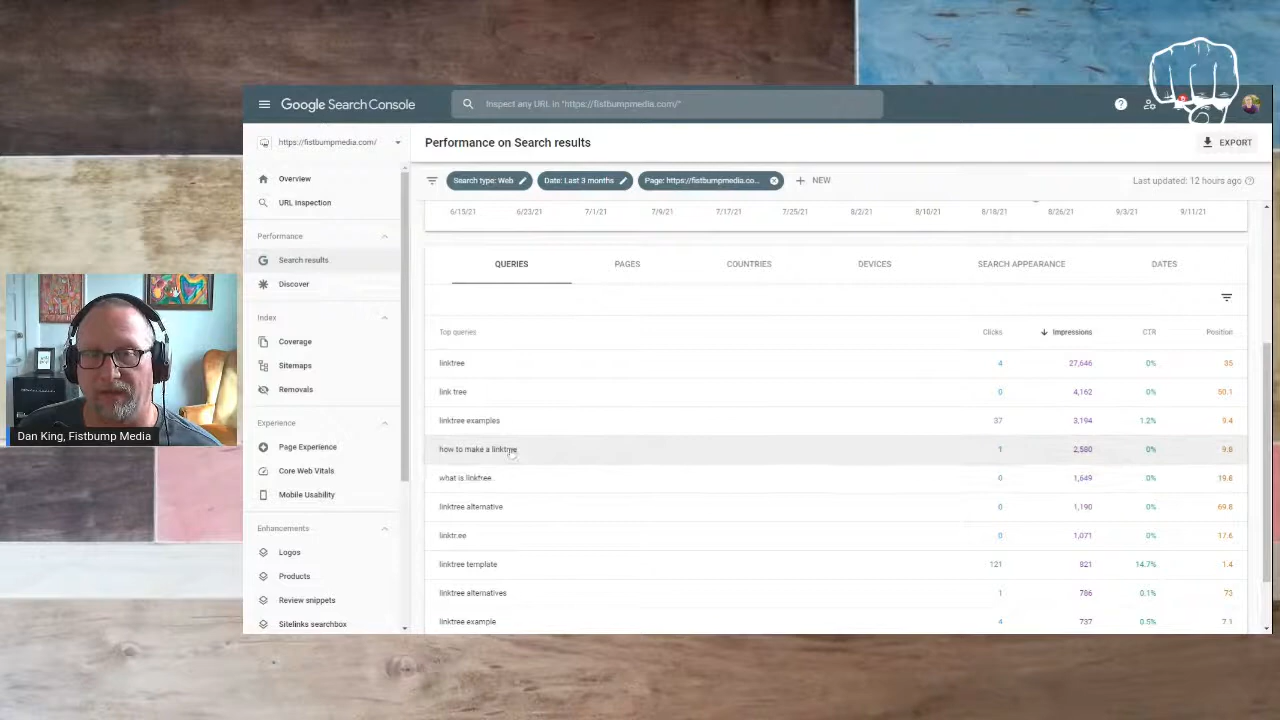 Google Search Console
Inspect any URL in "https://fistbumpmedia.com/"
https://fistbumpmedia.com/
Performance on Search results
EXPORT
Search type: Web
Date: Last 3 months
Page: https://fistbumpmedia.co...
NEW
Last updated: 12 hours ago
Overview
URL inspection
Performance
Search results
Discover
Index
Coverage
Sitemaps
Removals
Experience
Page Experience
Core Web Vitals
Mobile Usability
Enhancements
Logos
Products
Review snippets
Sitelinks searchbox
6/15/21 6/23/21 7/1/21 7/9/21 7/17/21 7/25/21 8/2/21 8/10/21 8/18/21 8/26/21 9/3/21 9/11/21
QUERIES PAGES COUNTRIES DEVICES SEARCH APPEARANCE DATES
Top queries Clicks Impressions CTR Position
linktree 4 27,646 0% 35
link tree 0 4,162 0% 50.1
linktree examples 37 3,194 1.2% 9.4
how to make a linktree 1 2,580 0% 9.8
what is linktree 0 1,649 0% 19.8
linktree alternative 0 1,190 0% 69.8
linktr.ee 0 1,071 0% 17.6
linktree template 121 821 14.7% 1.4
linktree alternatives 1 786 0.1% 73
linktree example 4 737 0.5% 7.1
Dan King, Fistbump Media